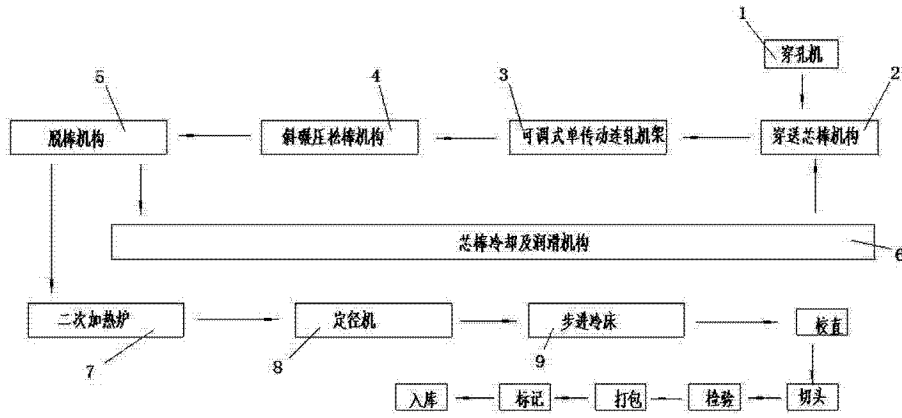 1
穿孔机
5
4
3
2
脱棒机构
斜辗压松棒机构
可调式单传动连轧机架
穿送芯棒机构
芯棒冷却及润滑机构
6
二次加热炉
定径机
步进冷床
校直
7
8
9
入库
标记
打包
检验
切头